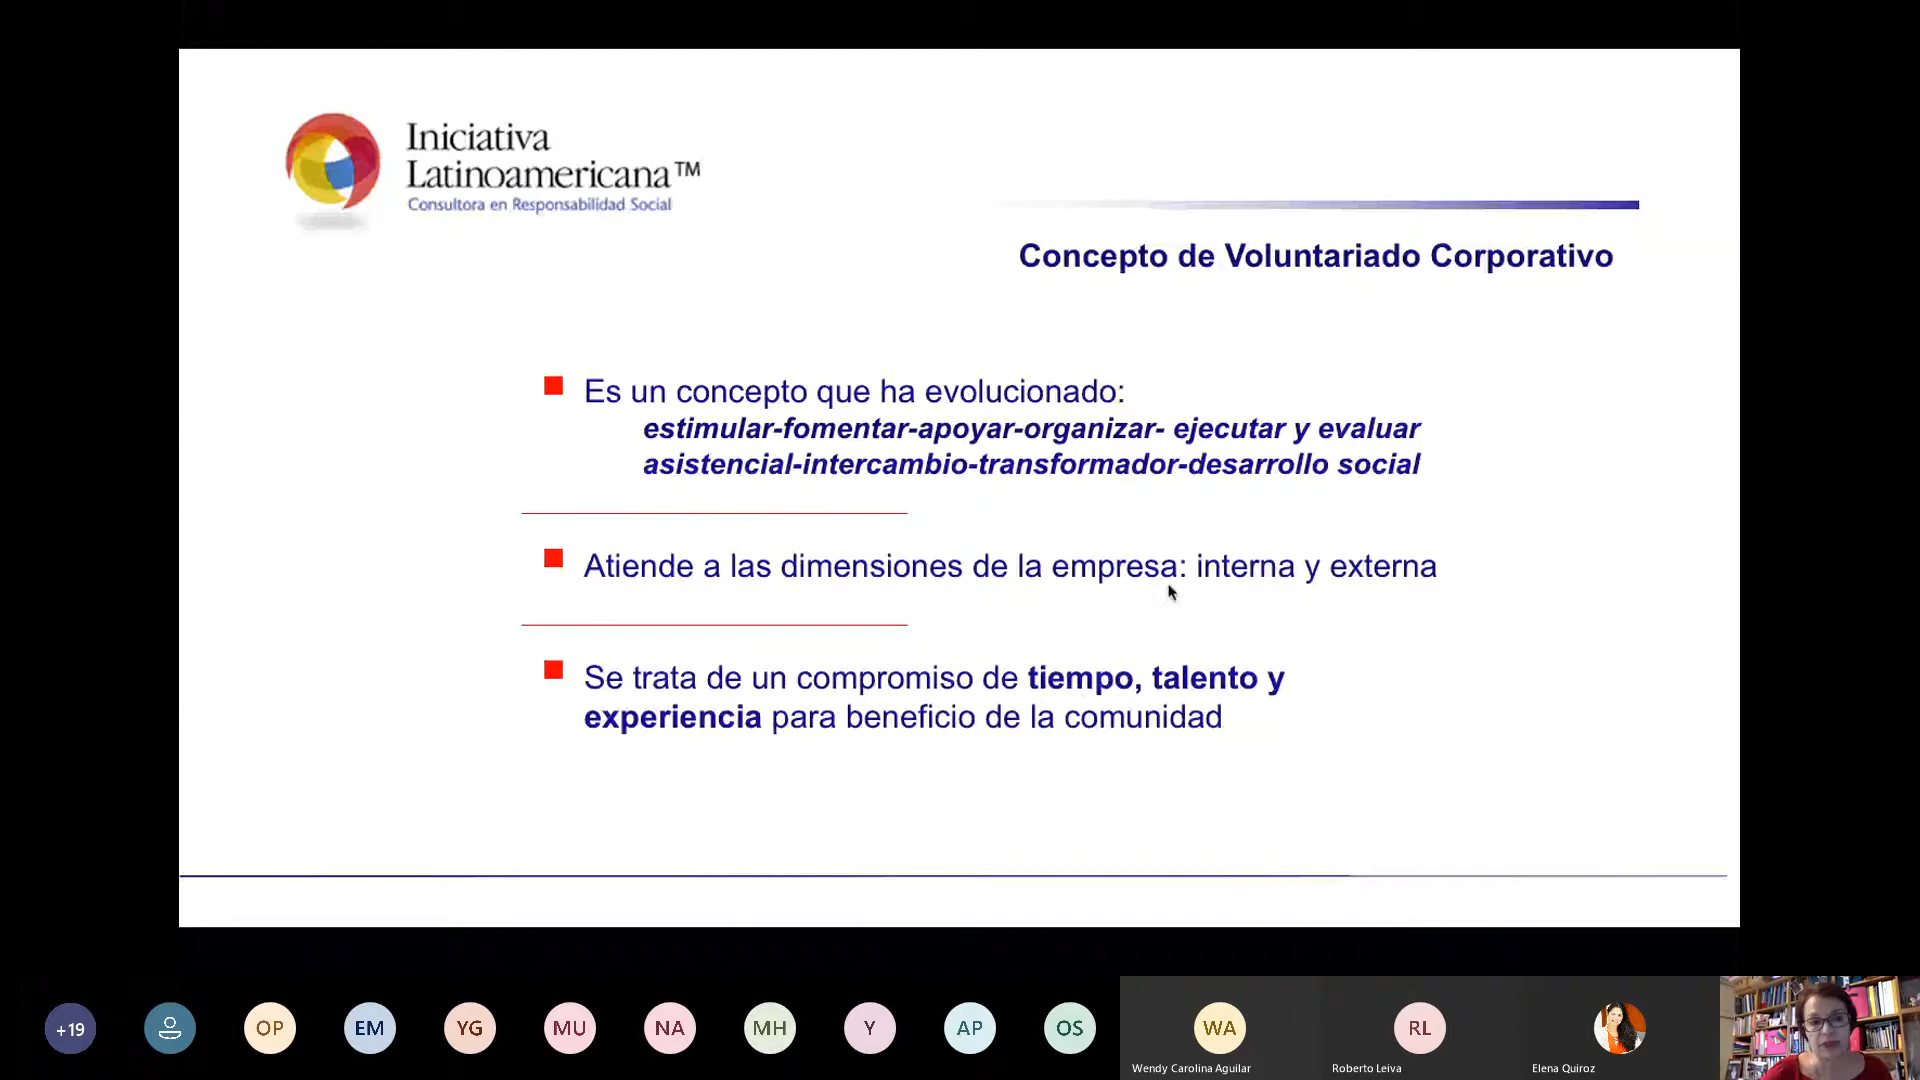 Iniciativa
Latinoamericana™
Consultora en Responsabilidad Social
Concepto de Voluntariado Corporativo
Es un concepto que ha evolucionado:
estimular-fomentar-apoyar-organizar- ejecutar y evaluar
asistencial-intercambio-transformador-desarrollo social
Atiende a las dimensiones de la empresa: interna y externa
Se trata de un compromiso de tiempo, talento y
experiencia para beneficio de la comunidad
+19
OP
EM
YG
MU
NA
MH
Y
AP
OS
WA
RL
Wendy Carolina Aguilar
Roberto Leiva
Elena Quiroz